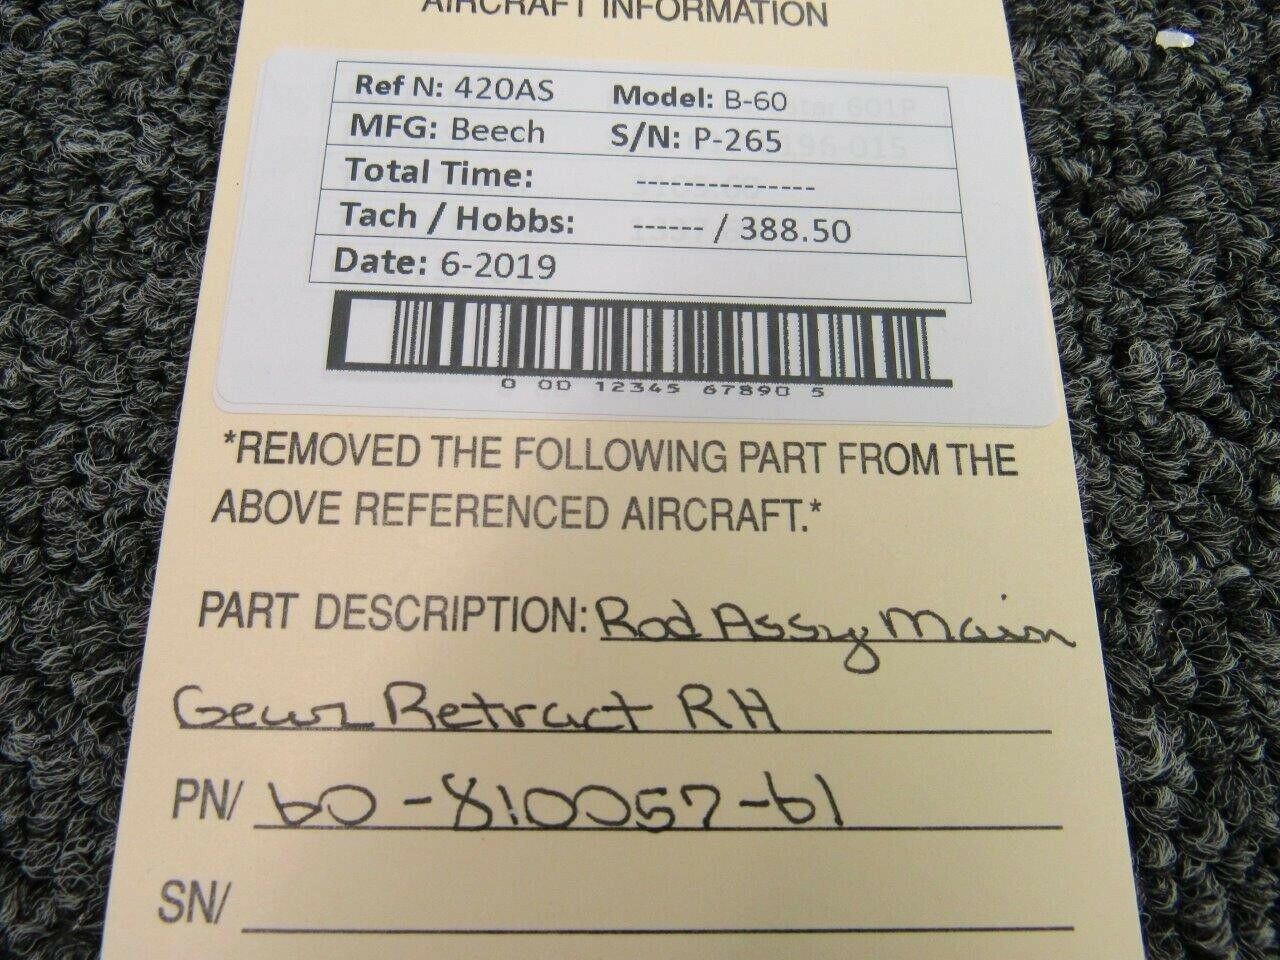 AIRCRAFT INFORMATION
Ref N: 420AS Model: B-60
MFG: Beech S/N: P-265
Total Time: ---------------
Tach / Hobbs: ------ / 388.50
Date: 6-2019
0 00 12345 67890 5
*REMOVED THE FOLLOWING PART FROM THE
ABOVE REFERENCED AIRCRAFT.*
PART DESCRIPTION: Rod Assy Main
Gear Retract RH
PN/ 60-810057-61
SN/